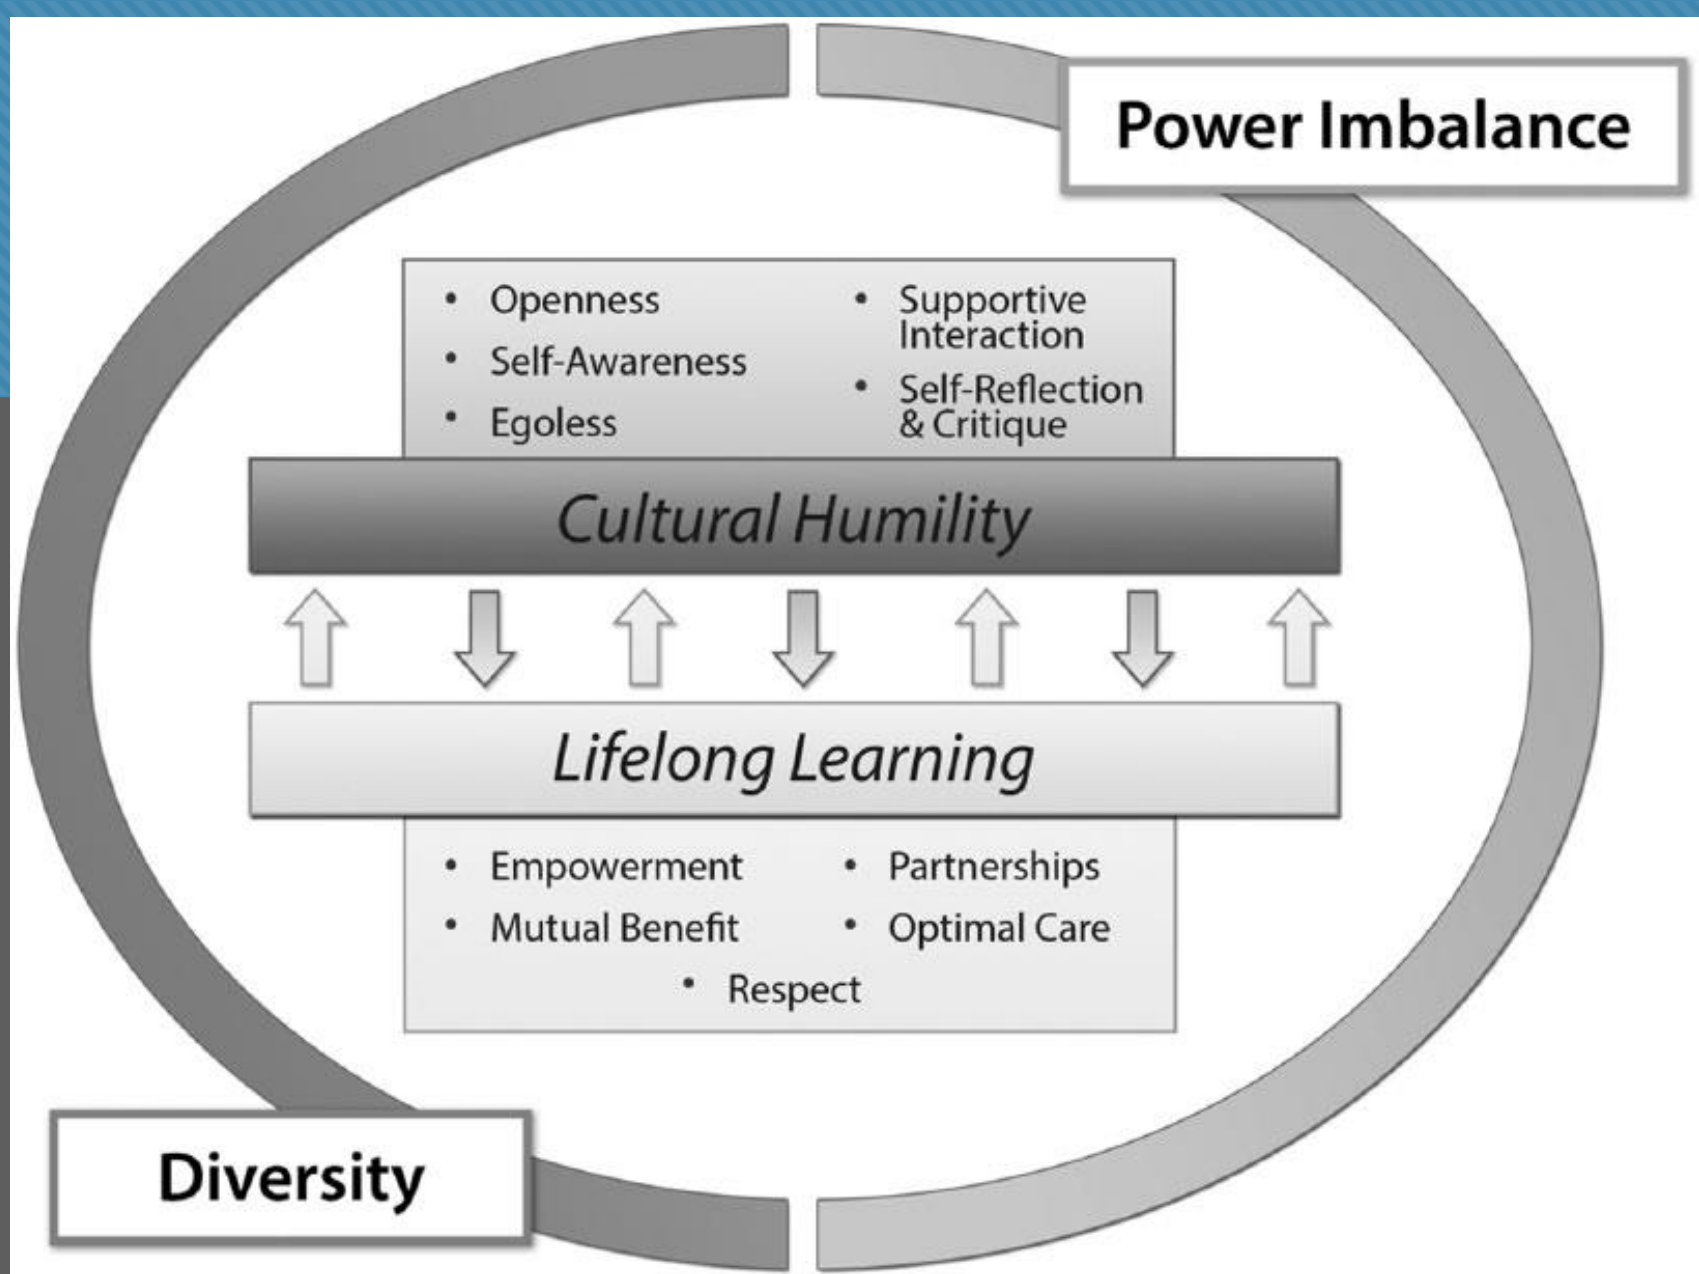 Power Imbalance
• Openness
• Self-Awareness
• Egoless
• Supportive
Interaction
• Self-Reflection
& Critique
Cultural Humility
Lifelong Learning
• Empowerment
• Mutual Benefit
• Partnerships
• Optimal Care
• Respect
Diversity